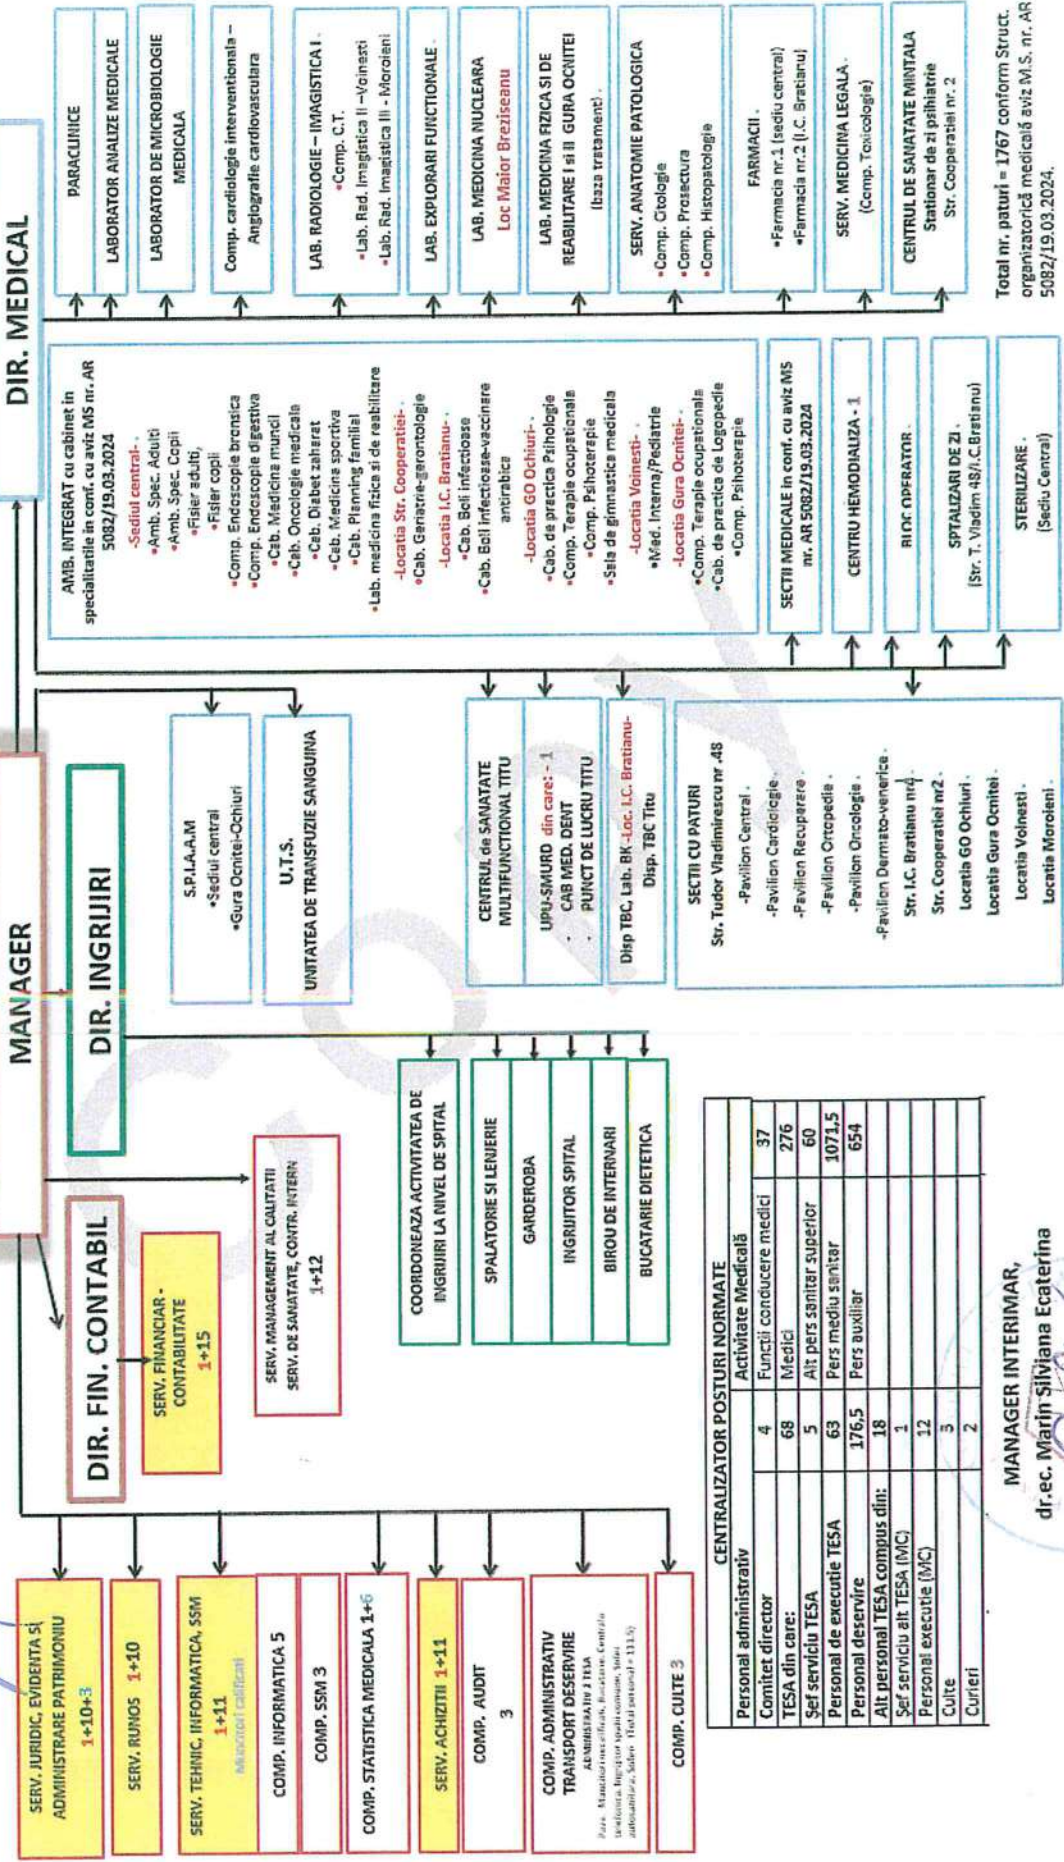 MANAGER
DIR. MEDICAL
DIR. FIN. CONTABIL
DIR. INGRIJIRI
SERV. JURIDIC, EVIDENTA SI
ADMINISTRARE PATRIMONIU
1+10+3
SERV. RUNOS 1+10
SERV. TEHNIC, INFORMATICA, SSM
1+11
Muncitori calificati
COMP. INFORMATICA 5
COMP. SSM 3
COMP. STATISTICA MEDICALA 1+6
SERV. ACHIZITII 1+11
COMP. AUDIT
3
COMP. ADMINISTRATIV
TRANSPORT DESERVIRE
ADMINISTRATIV 2 TESA
COMP. CULTE 3
SERV. FINANCIAR -
CONTABILITATE
1+15
SERV. MANAGEMENT AL CALITATII
SERV. DE SANATATE, CONTR. INTERN
1+12
COORDONEAZA ACTIVITATEA DE
INGRIJIRI LA NIVEL DE SPITAL
SPALATORIE SI LENJERIE
GARDEROBA
INGRIJITOR SPITAL
BIROU DE INTERNARI
BUCATARIE DIETETICA
S.P.I.A.A.M
•Sediul central
•Gura Ocnitei-Ochiuri
U.T.S.
UNITATEA DE TRANSFUZIE SANGUINA
CENTRUL de SANATATE
MULTIFUNCTIONAL TITU
UPU-SMURD din care: - 1
- CAB MED. DENT
- PUNCT DE LUCRU TITU
Disp TBC, Lab. BK -Loc. I.C. Bratianu-
Disp. TBC Titu
SECTII CU PATURI
Str. Tudor Vladimirescu nr .48
-Pavilion Central .
-Pavilion Cardiologie .
-Pavilion Recuperare .
-Pavilion Ortopedie .
-Pavilion Oncologie .
-Pavilion Dermato-venerice .
Str. I.C. Bratianu nr4
Str. Cooperatiei nr2 .
Locatia GO Ochiuri .
Locatia Gura Ocnitei .
Locatia Voinesti .
Locatia Moroieni .
AMB. INTEGRAT cu cabinet in
specialitatile in conf. cu aviz MS nr. AR
5082/19.03.2024
-Sediul central-
•Amb. Spec. Adulti
•Amb. Spec. Copii
•Fisier adulti,
•Fisier copii
•Comp. Endoscopie bronsica
•Comp. Endoscopie digestiva
•Cab. Medicina muncii
•Cab. Oncologie medicala
•Cab. Diabet zaharat
•Cab. Medicina sportiva
•Cab. Planning familial
•Lab. medicina fizica si de reabilitare
-Locatia Str. Cooperatiei- .
•Cab. Geriatrie-gerontologie
-Locatia I.C. Bratianu- .
•Cab. Boli infectioase
•Cab. Boli infectioase-vaccinare
antirabica
-Locatia GO Ochiuri- .
•Cab. de practica Psihologie
•Comp. Terapie ocupationala
•Comp. Psihoterapie
•Sala de gimnastica medicala
-Locatia Voinesti- .
•Med. Interna/Pediatrie
-Locatia Gura Ocnitei- .
•Comp. Terapie ocupationala
•Cab. de practica de Logopedie
•Comp. Psihoterapie
SECTII MEDICALE in conf. cu aviz MS
nr. AR 5082/19.03.2024
CENTRU HEMODIALIZA - 1
BLOC OPERATOR .
SPTALIZARI DE ZI .
(Str. T. Vladim 48/I.C.Bratianu)
STERILIZARE .
(Sediu Central)
PARACLINICE
LABORATOR ANALIZE MEDICALE
LABORATOR DE MICROBIOLOGIE
MEDICALA
Comp. cardiologie interventionala –
Angiografie cardiovasculara
LAB. RADIOLOGIE – IMAGISTICA I .
•Comp. C.T.
•Lab. Rad. Imagistica II –Voinesti
•Lab. Rad. Imagistica III - Moroieni
LAB. EXPLORARI FUNCTIONALE .
LAB. MEDICINA NUCLEARA
Loc Maior Breziseanu
LAB. MEDICINA FIZICA SI DE
REABILITARE I si II GURA OCNITEI
(baza tratament) .
SERV. ANATOMIE PATOLOGICA
•Comp. Citologie
•Comp. Prosectura
•Comp. Histopatologie
FARMACII .
•Farmacia nr.1 (sediu central)
•Farmacia nr.2 (I.C. Bratianu)
SERV. MEDICINA LEGALA .
(Comp. Toxicologie)
CENTRUL DE SANATATE MINTALA
Stationar de zi psihiatrie
Str. Cooperatiei nr. 2
Total nr. paturi = 1767 conform Struct.
organizatorică medicală aviz M.S. nr. AR
5082/19.03.2024.
CENTRALIZATOR POSTURI NORMATE
Personal administrativ Activitate Medicală
Comitet director 4 Functii conducere medici 37
TESA din care: 68 Medici 276
Șef serviciu TESA 5 Alt pers sanitar superior 60
Personal de executie TESA 63 Pers mediu sanitar 1071,5
Personal deservire 176,5 Pers auxiliar 654
Alt personal TESA compus din: 18
Șef serviciu alt TESA (MC) 1
Personal executie (MC) 12
Culte 3
Curieri 2
MANAGER INTERIMAR,
dr.ec. Marin Silviana Ecaterina
Copy